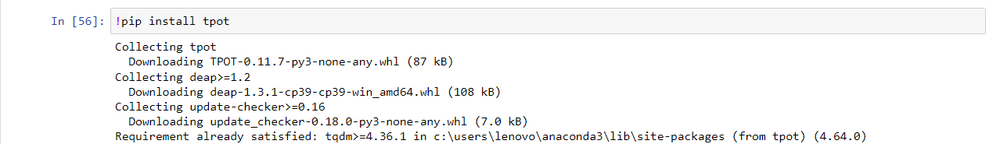 In [56]: !pip install tpot
Collecting tpot
  Downloading TPOT-0.11.7-py3-none-any.whl (87 kB)
Collecting deap>=1.2
  Downloading deap-1.3.1-cp39-cp39-win_amd64.whl (108 kB)
Collecting update-checker>=0.16
  Downloading update_checker-0.18.0-py3-none-any.whl (7.0 kB)
Requirement already satisfied: tqdm>=4.36.1 in c:\users\lenovo\anaconda3\lib\site-packages (from tpot) (4.64.0)